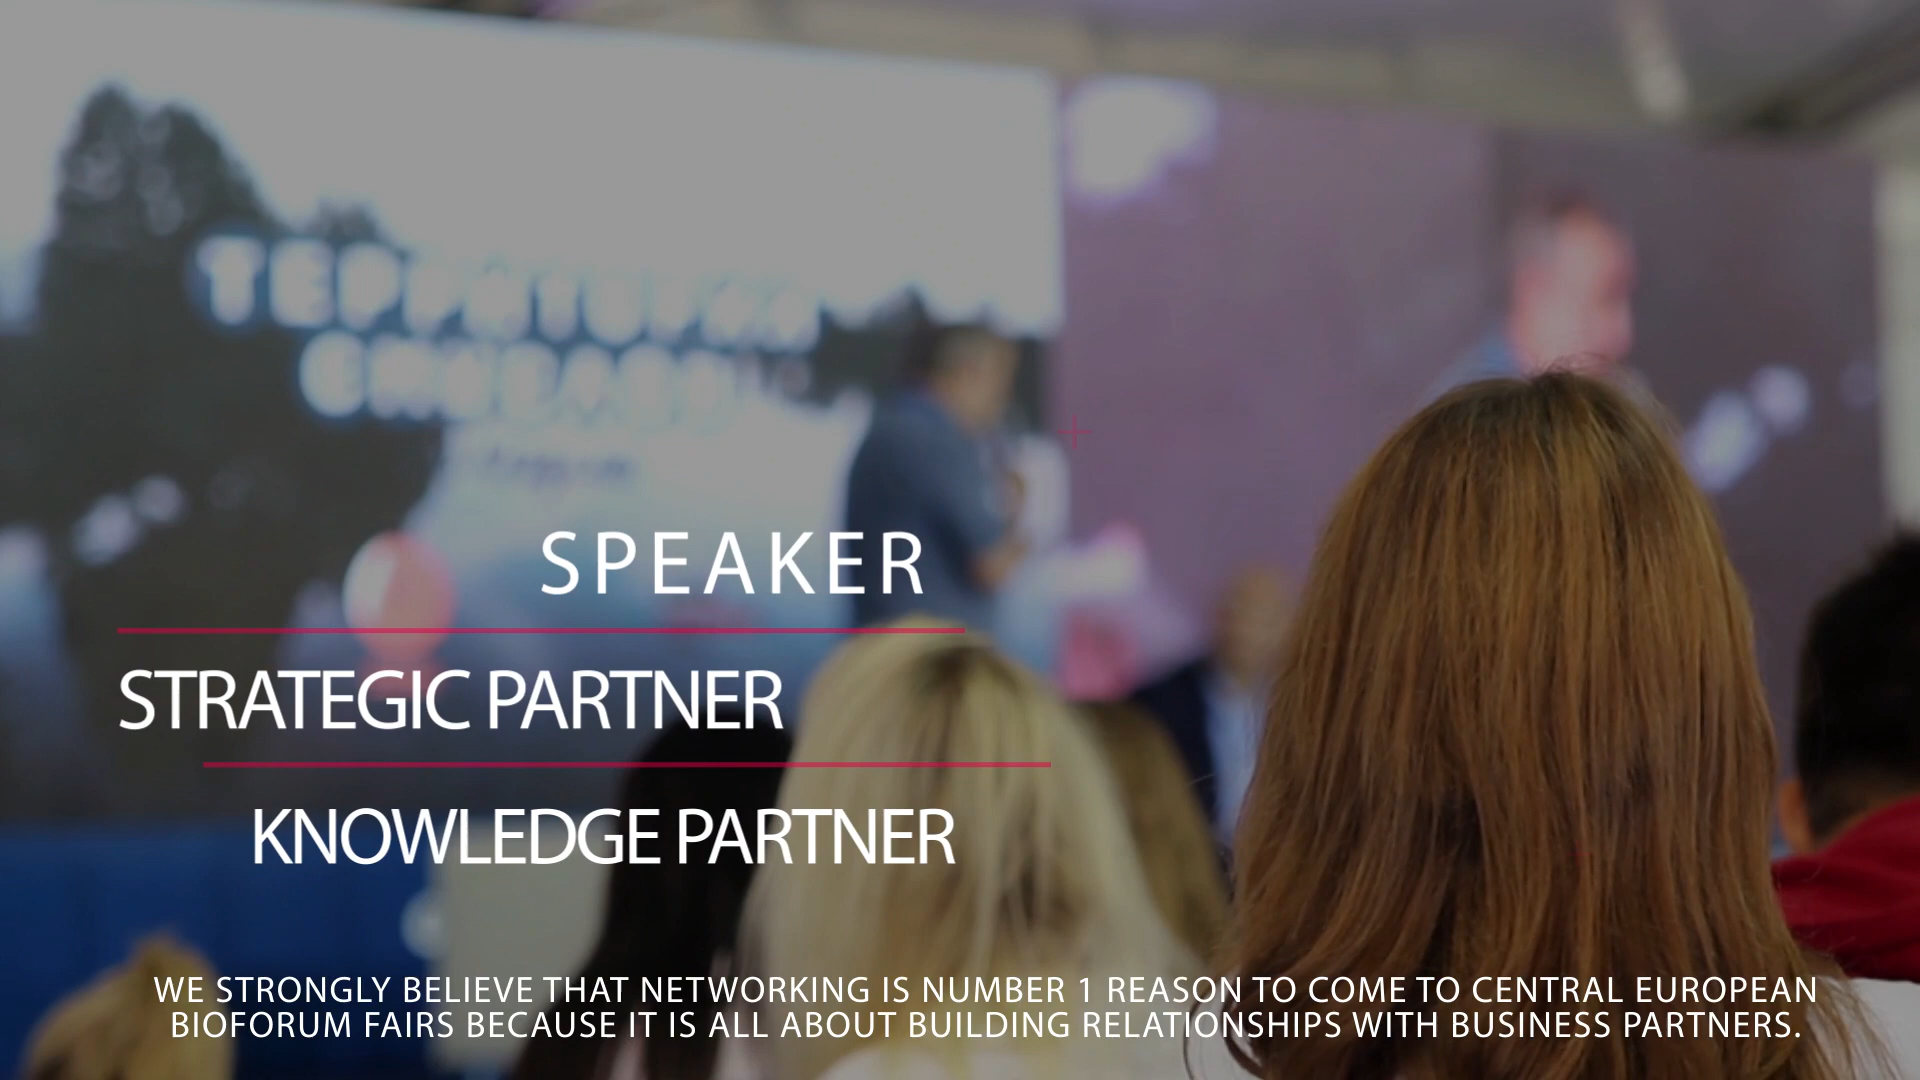 SPEAKER
STRATEGIC PARTNER
KNOWLEDGE PARTNER
WE STRONGLY BELIEVE THAT NETWORKING IS NUMBER 1 REASON TO COME TO CENTRAL EUROPEAN
BIOFORUM FAIRS BECAUSE IT IS ALL ABOUT BUILDING RELATIONSHIPS WITH BUSINESS PARTNERS.